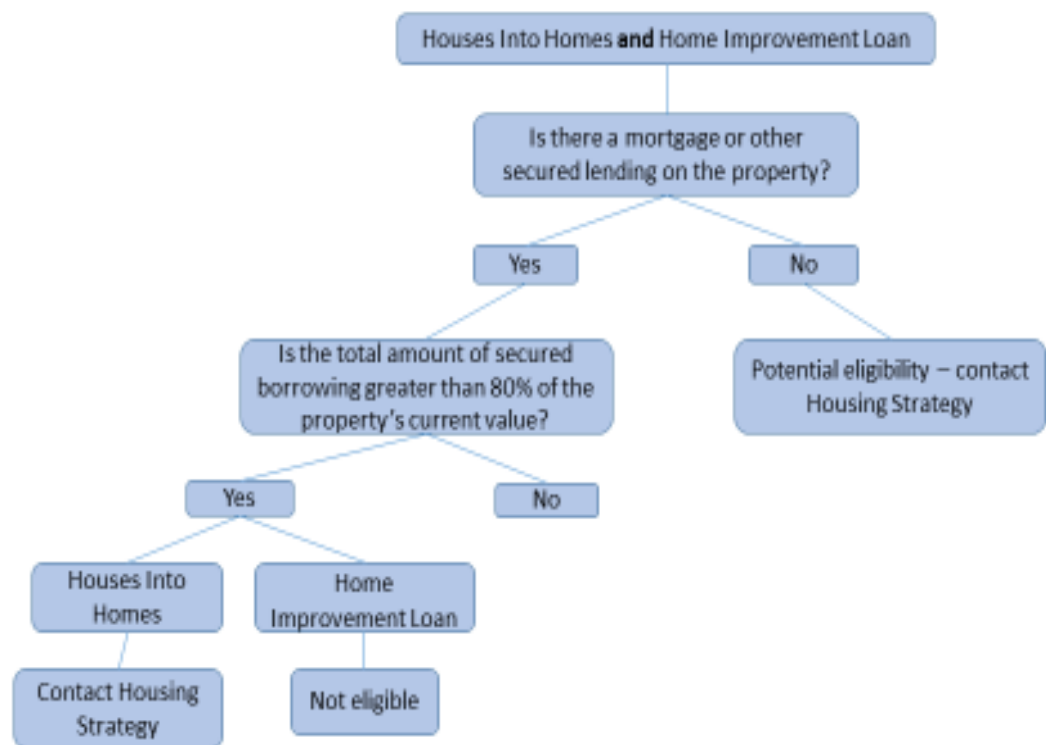 Houses Into Homes and Home Improvement Loan
Is there a mortgage or other
secured lending on the property?
Yes
No
Is the total amount of secured
borrowing greater than 80% of the
property's current value?
Potential eligibility – contact
Housing Strategy
Yes
No
Houses Into
Homes
Home
Improvement Loan
Contact Housing
Strategy
Not eligible